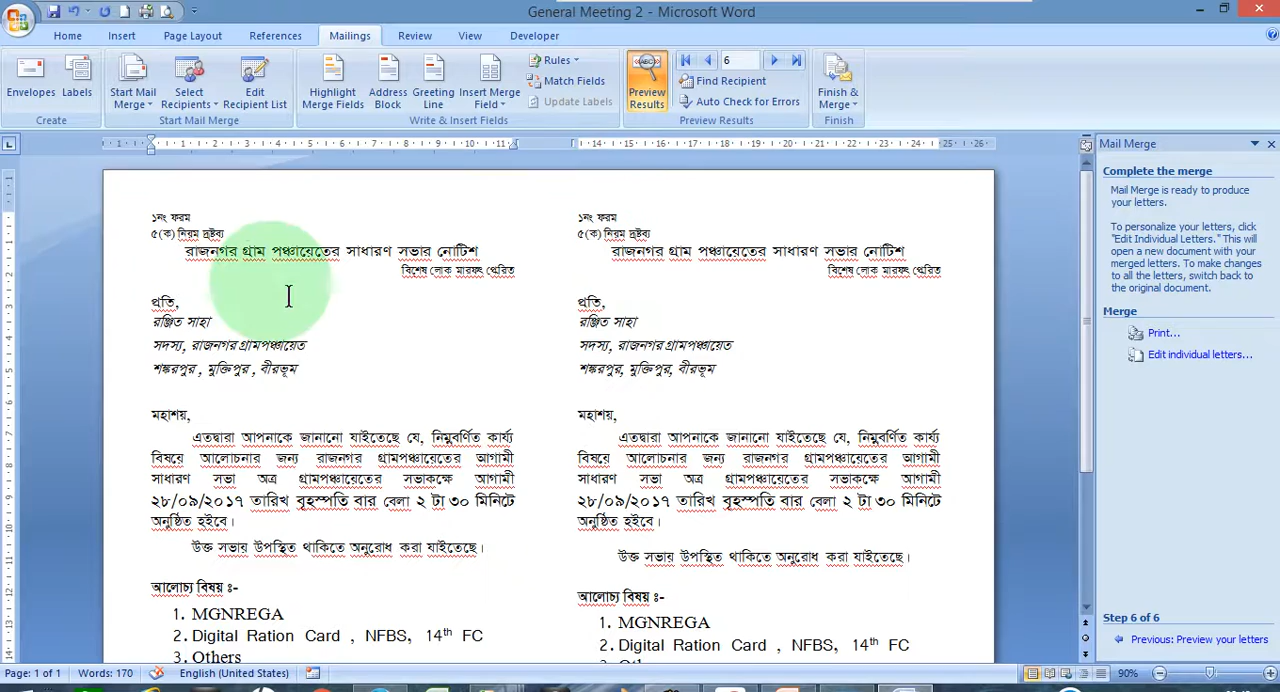 General Meeting 2 - Microsoft Word
Home Insert Page Layout References Mailings Review View Developer
Envelopes Labels Start Mail Merge Select Recipients Edit Recipient List Highlight Merge Fields Address Block Greeting Line Insert Merge Field Rules Match Fields Update Labels Preview Results 6 Find Recipient Auto Check for Errors Finish & Merge
Create Start Mail Merge Write & Insert Fields Preview Results Finish
Mail Merge
Complete the merge
Mail Merge is ready to produce
your letters.
To personalize your letters, click
"Edit Individual Letters." This will
open a new document with your
merged letters. To make changes
to all the letters, switch back to
the original document.
Merge
Print...
Edit individual letters...
Step 6 of 6
Previous: Preview your letters
১নং ফরম
৫(ক) নিয়ম দ্রষ্টব্য
রাজনগর গ্রাম পঞ্চায়েতের সাধারণ সভার নোটিশ
বিশেষ লোক মারফৎ প্রেরিত
প্রতি,
রঞ্জিত সাহা
সদস্য, রাজনগর গ্রামপঞ্চায়েত
শঙ্করপুর , মুক্তিপুর , বীরভূম
মহাশয়,
এতদ্বারা আপনাকে জানানো যাইতেছে যে, নিম্নবর্ণিত কার্য্য
বিষয়ে আলোচনার জন্য রাজনগর গ্রামপঞ্চায়েতের আগামী
সাধারণ সভা অত্র গ্রামপঞ্চায়েতের সভাকক্ষে আগামী
২৮/০৯/২০১৭ তারিখ বৃহস্পতি বার বেলা ২ টা ৩০ মিনিটে
অনুষ্ঠিত হইবে।
উক্ত সভায় উপস্থিত থাকিতে অনুরোধ করা যাইতেছে।
আলোচ্য বিষয় ঃ-
1. MGNREGA
2. Digital Ration Card , NFBS, 14th FC
3. Others
১নং ফরম
৫(ক) নিয়ম দ্রষ্টব্য
রাজনগর গ্রাম পঞ্চায়েতের সাধারণ সভার নোটিশ
বিশেষ লোক মারফৎ প্রেরিত
প্রতি,
রঞ্জিত সাহা
সদস্য, রাজনগর গ্রামপঞ্চায়েত
শঙ্করপুর, মুক্তিপুর, বীরভূম
মহাশয়,
এতদ্বারা আপনাকে জানানো যাইতেছে যে, নিম্নবর্ণিত কার্য্য
বিষয়ে আলোচনার জন্য রাজনগর গ্রামপঞ্চায়েতের আগামী
সাধারণ সভা অত্র গ্রামপঞ্চায়েতের সভাকক্ষে আগামী
২৮/০৯/২০১৭ তারিখ বৃহস্পতি বার বেলা ২ টা ৩০ মিনিটে
অনুষ্ঠিত হইবে।
উক্ত সভায় উপস্থিত থাকিতে অনুরোধ করা যাইতেছে।
আলোচ্য বিষয় ঃ-
1. MGNREGA
2. Digital Ration Card , NFBS, 14th FC
Page: 1 of 1 Words: 170 English (United States) 90%